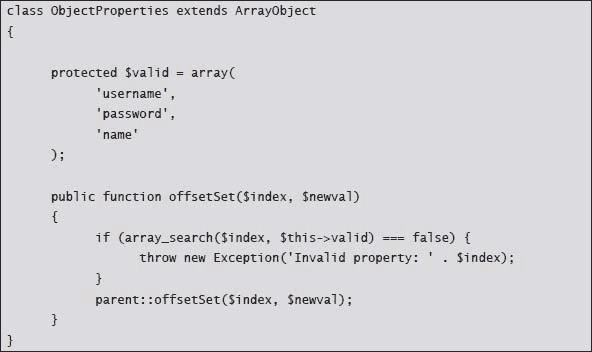 class ObjectProperties extends ArrayObject
{
protected $valid = array(
'username',
'password',
'name'
);
public function offsetSet($index, $newval)
{
if (array_search($index, $this->valid) === false) {
throw new Exception('Invalid property: ' . $index);
}
parent::offsetSet($index, $newval);
}
}